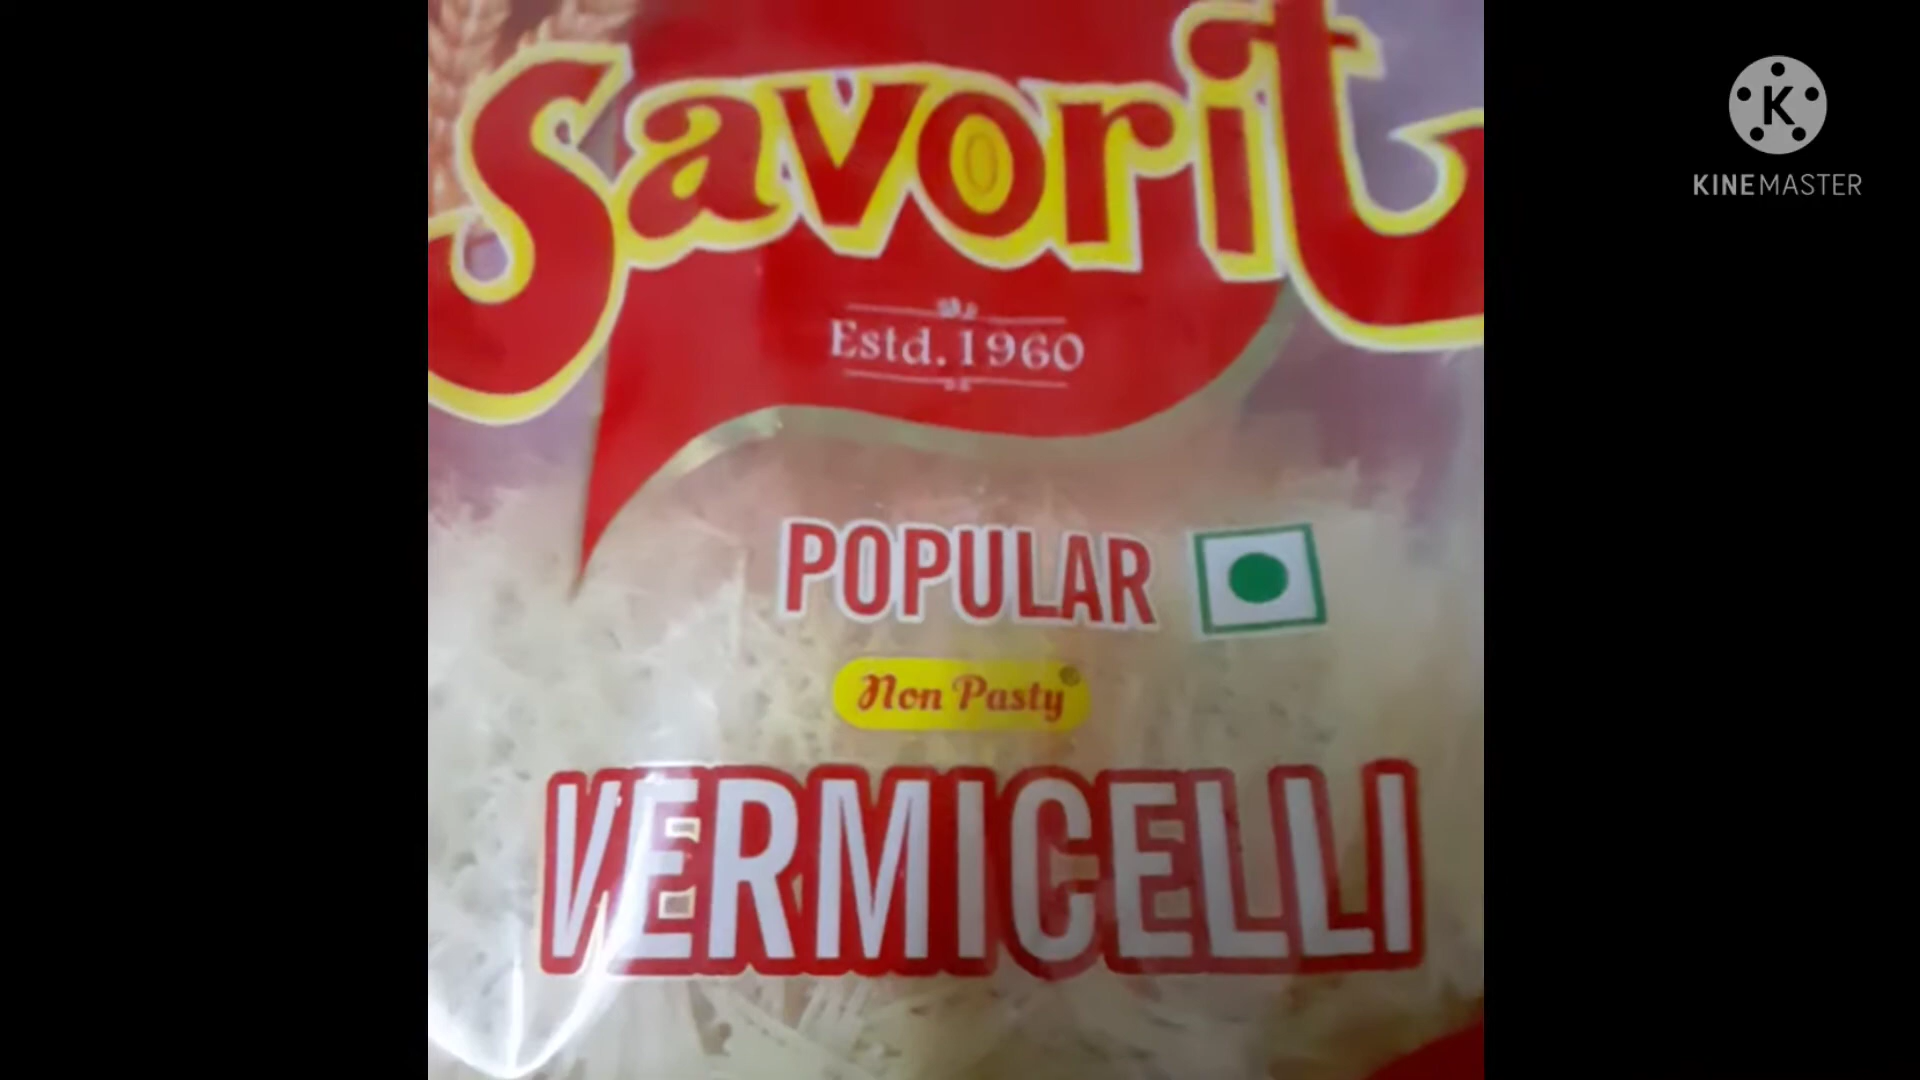 Savorit
Estd. 1960
POPULAR
Non Pasty®
VERMICELLI
K
KINEMASTER